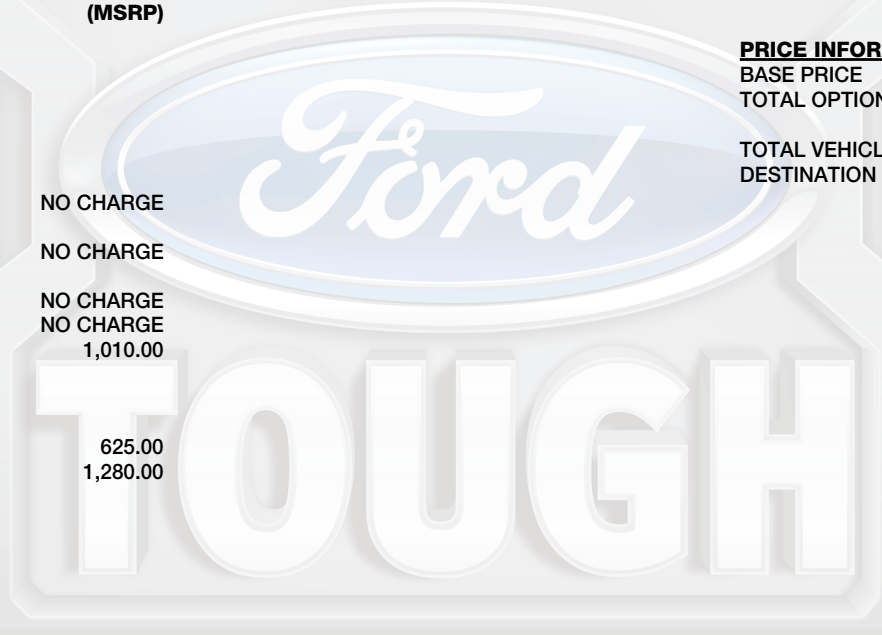 (MSRP)
NO CHARGE
NO CHARGE
NO CHARGE
NO CHARGE
1,010.00
625.00
1,280.00
PRICE INFOR
BASE PRICE
TOTAL OPTION
TOTAL VEHICL
DESTINATION
Ford
TOUGH